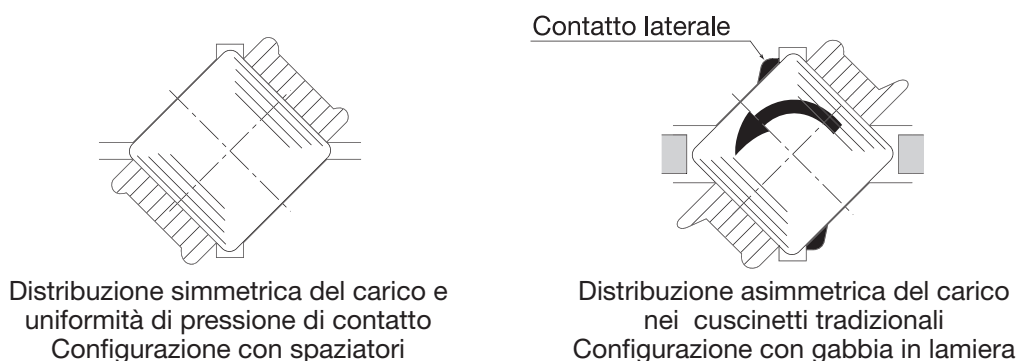 Contatto laterale
Distribuzione simmetrica del carico e
uniformità di pressione di contatto
Configurazione con spaziatori
Distribuzione asimmetrica del carico
nei cuscinetti tradizionali
Configurazione con gabbia in lamiera